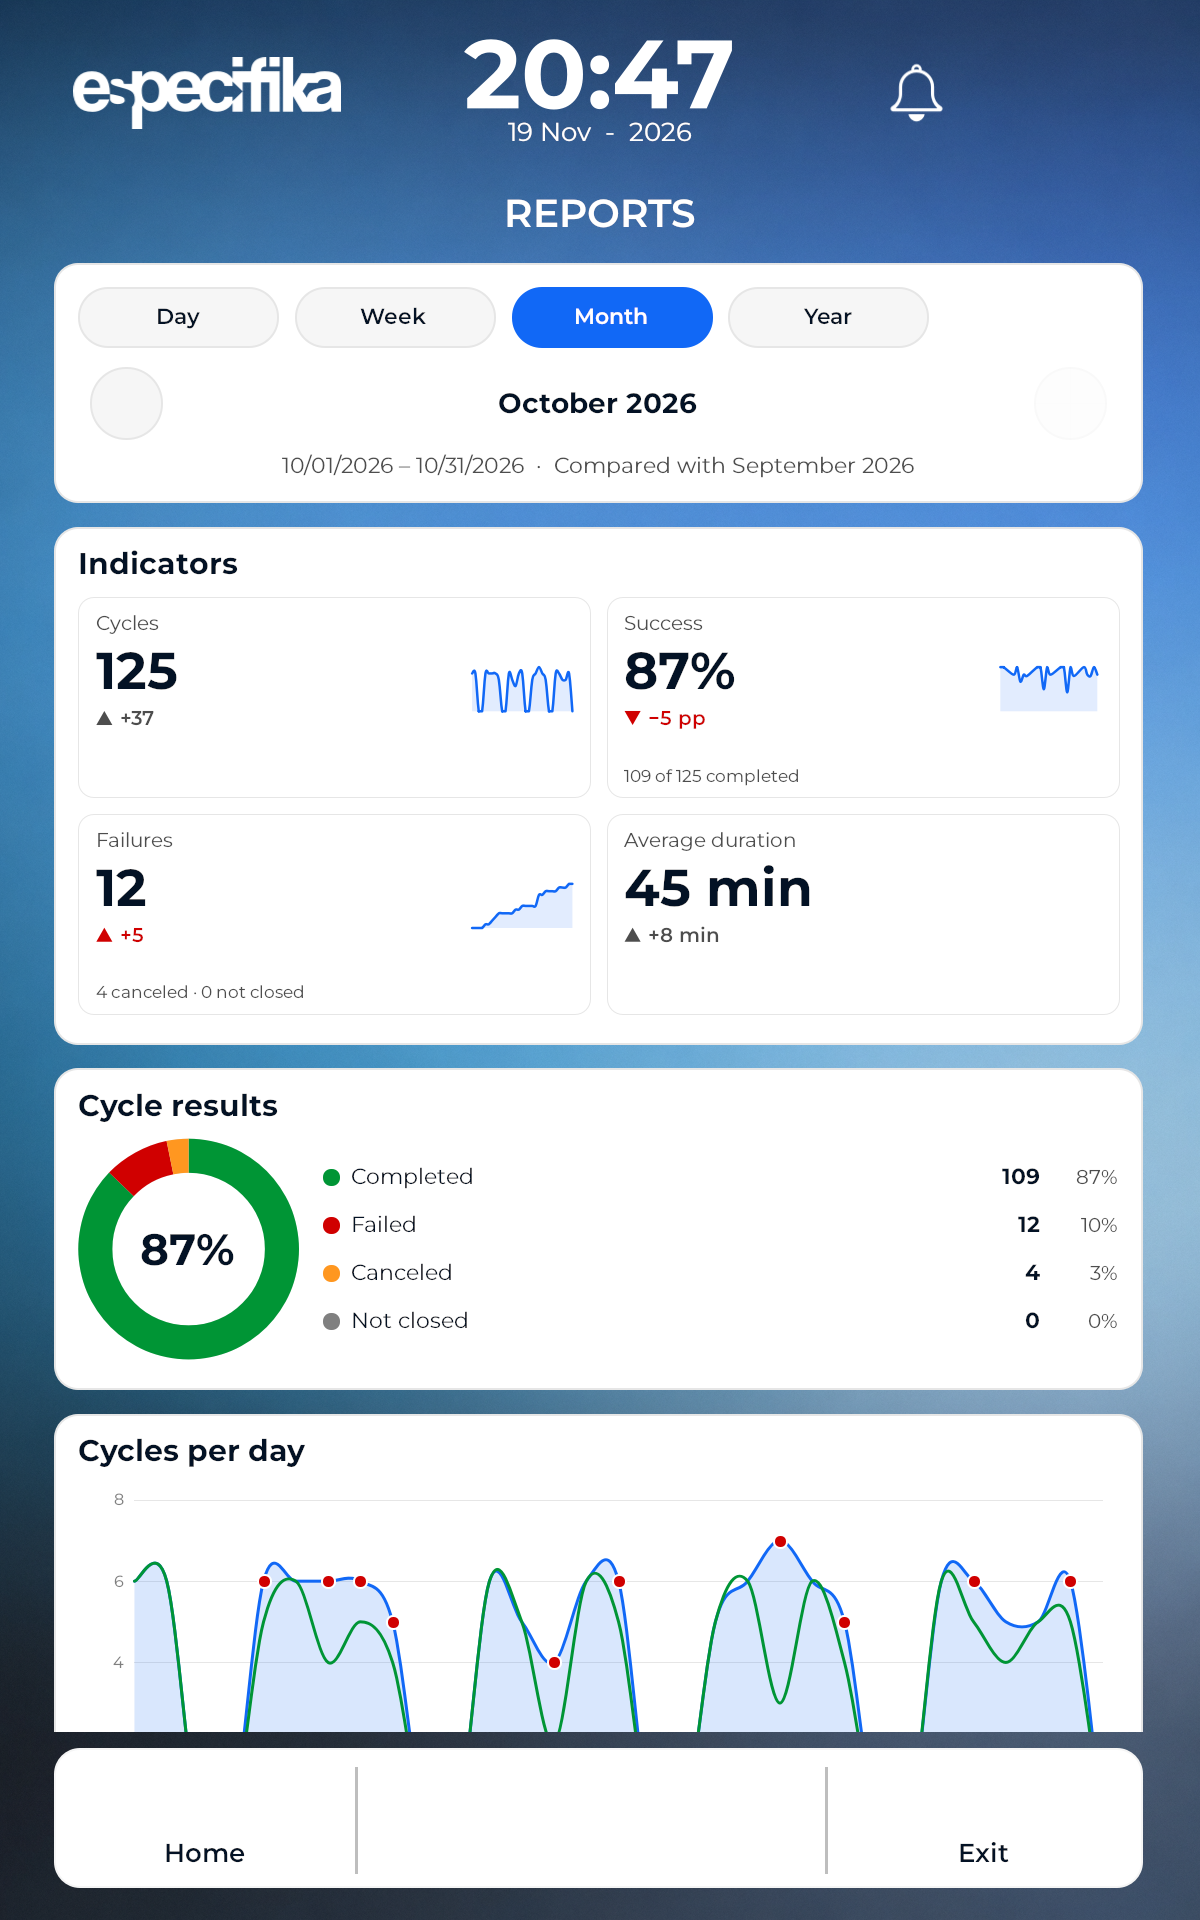 especifika
20:47
19 Nov - 2026
REPORTS
Day Week Month Year
October 2026
10/01/2026 – 10/31/2026 · Compared with September 2026
Indicators
Cycles
125
▲ +37
Success
87%
▼ −5 pp
109 of 125 completed
Failures
12
▲ +5
4 canceled · 0 not closed
Average duration
45 min
▲ +8 min
Cycle results
87%
Completed 109 87%
Failed 12 10%
Canceled 4 3%
Not closed 0 0%
Cycles per day
8
6
4
Home Exit